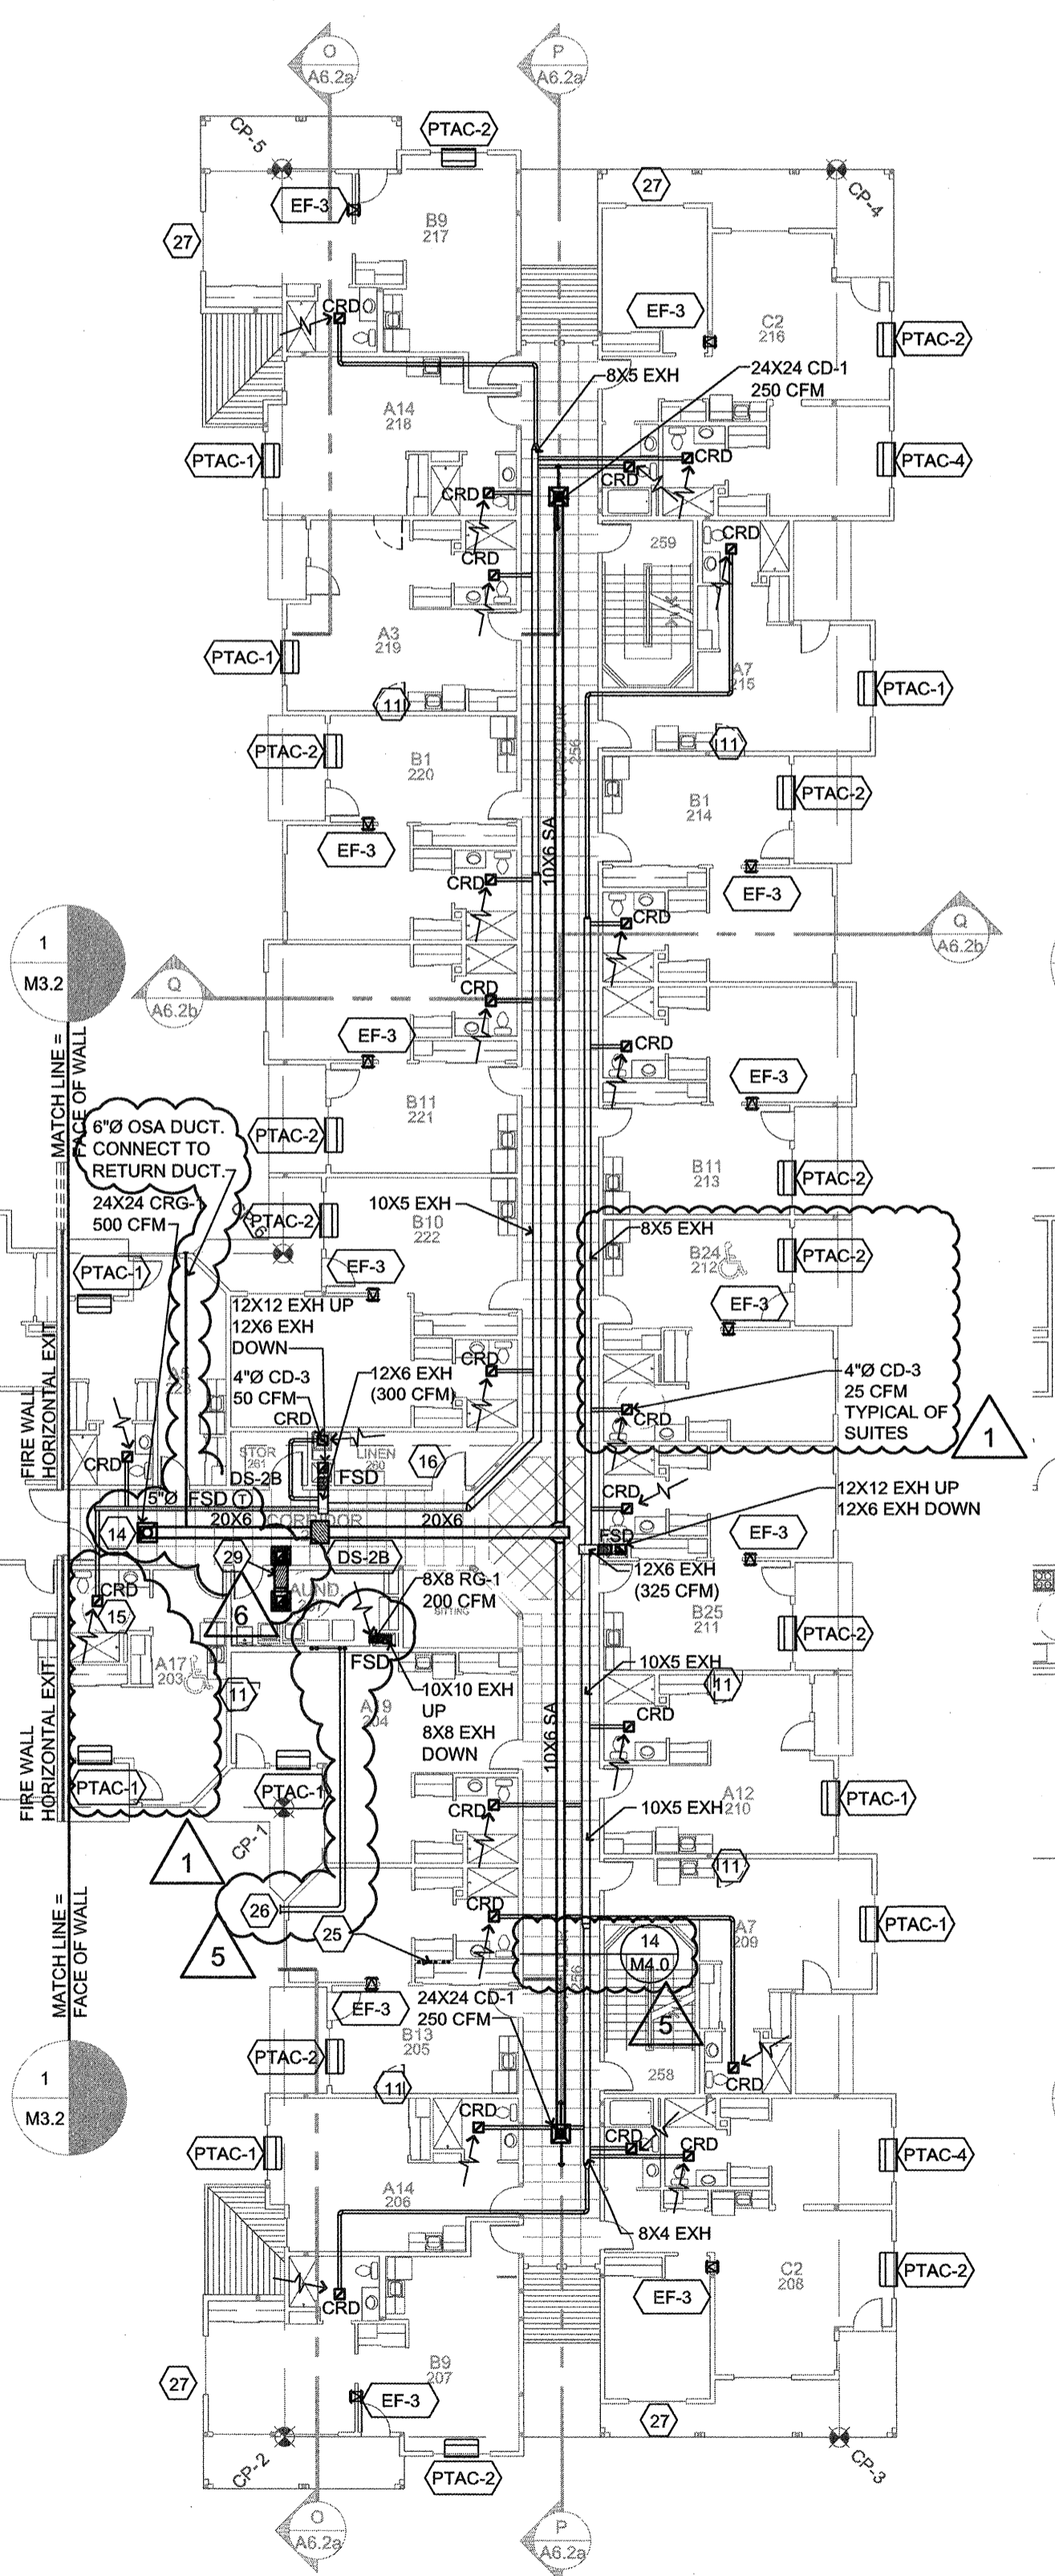 O
A6.2a
P
A6.2a
CP-5
PTAC-2
EF-3
27
B9
217
27
CP-4
EF-3
C2
216
PTAC-2
CRD
8X5 EXH
24X24 CD-1
250 CFM
A14
218
PTAC-1
CRD
CRD
CRD
PTAC-4
259
CRD
CRD
A3
219
PTAC-1
A7
215
PTAC-1
11
11
256
PTAC-2
B1
220
B1
214
PTAC-2
EF-3
10X6 SA
CRD
EF-3
CRD
1
M3.2
Q
A6.2b
Q
A6.2b
CRD
EF-3
CRD
EF-3
MATCH LINE =
FACE OF WALL
6"Ø OSA DUCT.
CONNECT TO
RETURN DUCT.
B11
221
PTAC-2
B11
213
PTAC-2
24X24 CRG-1
500 CFM
PTAC-2
10X5 EXH
B10
222
8X5 EXH
B24
212
PTAC-2
PTAC-1
EF-3
EF-3
12X12 EXH UP
12X6 EXH
DOWN
FIRE WALL
HORIZONTAL EXIT
4"Ø CD-3
50 CFM
CRD
12X6 EXH
(300 CFM)
CRD
4"Ø CD-3
25 CFM
TYPICAL OF
SUITES
CRD
1
STOR
261
LINEN
260
16
CRD
DS-2B
FSD
CRD
12X12 EXH UP
12X6 EXH DOWN
5"Ø
FSD
T
20X6
CORRIDOR
20X6
14
29
DS-2B
FSD
EF-3
12X6 EXH
(325 CFM)
CRD
15
6
8X8 RG-1
200 CFM
SITTING
B25
211
PTAC-2
FSD
A17
203
11
10X10 EXH
UP
8X8 EXH
DOWN
A19
204
10X5 EXH
11
CRD
FIRE WALL
HORIZONTAL EXIT
PTAC-1
PTAC-1
10X6 SA
CRD
10X5 EXH
A12
210
PTAC-1
CP-1
1
11
26
5
25
CRD
14
M4.0
A7
209
PTAC-1
256
5
MATCH LINE =
FACE OF WALL
EF-3
24X24 CD-1
250 CFM
PTAC-2
B13
205
258
CRD
1
M3.2
11
CRD
CRD
CRD
PTAC-1
PTAC-4
A14
206
8X4 EXH
CRD
EF-3
C2
208
PTAC-2
27
B9
207
EF-3
27
CP-2
PTAC-2
CP-3
O
A6.2a
P
A6.2a